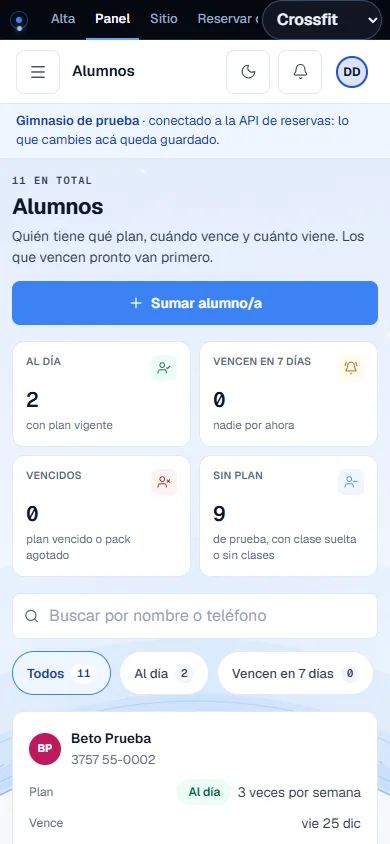 Alta Panel Sitio Reservar Crossfit
Alumnos DD
Gimnasio de prueba · conectado a la API de reservas: lo
que cambies acá queda guardado.
11 EN TOTAL
Alumnos
Quién tiene qué plan, cuándo vence y cuánto viene. Los
que vencen pronto van primero.
Sumar alumno/a
AL DÍA
2
con plan vigente
VENCEN EN 7 DÍAS
0
nadie por ahora
VENCIDOS
0
plan vencido o pack
agotado
SIN PLAN
9
de prueba, con clase suelta
o sin clases
Buscar por nombre o teléfono
Todos 11 Al día 2 Vencen en 7 días 0
BP Beto Prueba
3757 55-0002
Plan Al día 3 veces por semana
Vence vie 25 dic